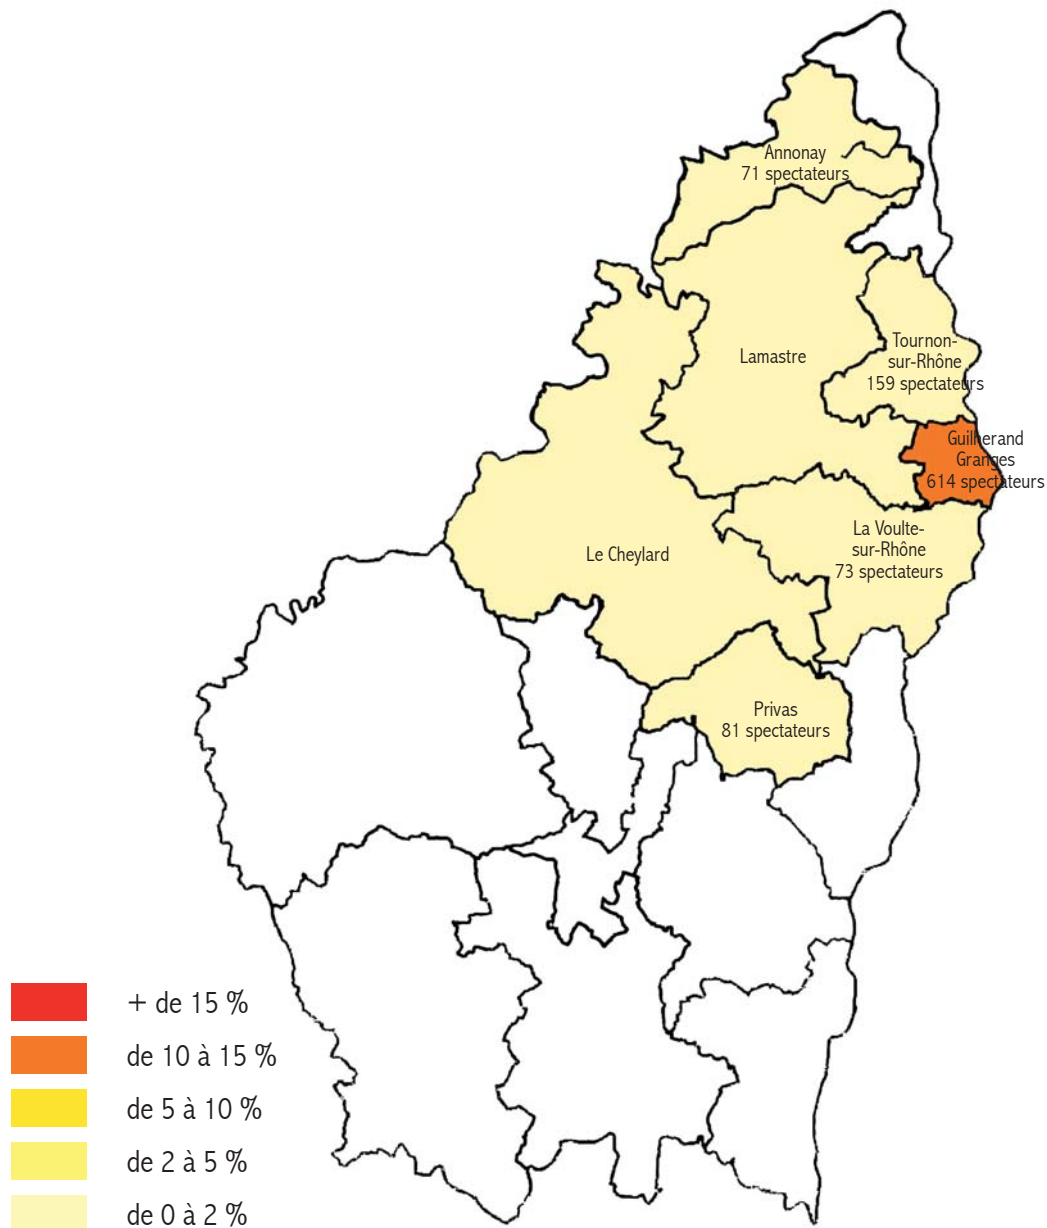 Annonay
71 spectateurs
Lamastre
Tournon-
sur-Rhône
159 spectateurs
Guilherand
Granges
614 spectateurs
La Voulte-
sur-Rhône
73 spectateurs
Le Cheylard
Privas
81 spectateurs
+ de 15 %
de 10 à 15 %
de 5 à 10 %
de 2 à 5 %
de 0 à 2 %